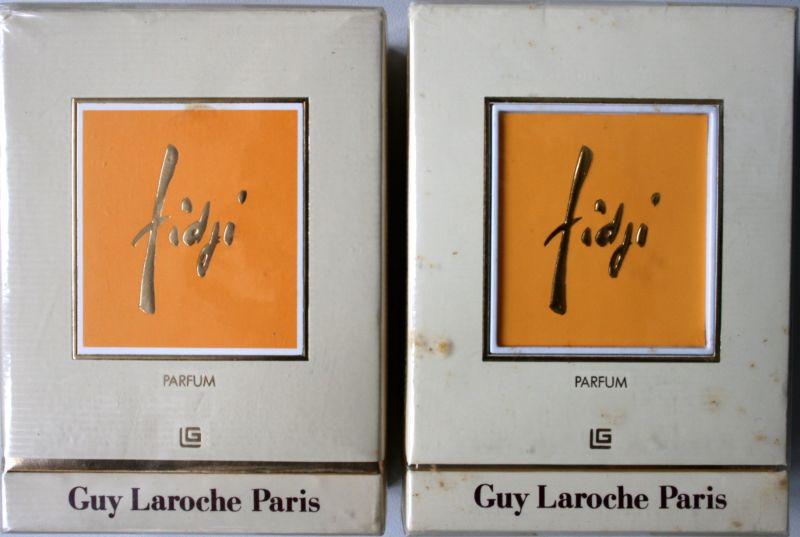 fidji
PARFUM
LG
Guy Laroche Paris
fidji
PARFUM
LG
Guy Laroche Paris